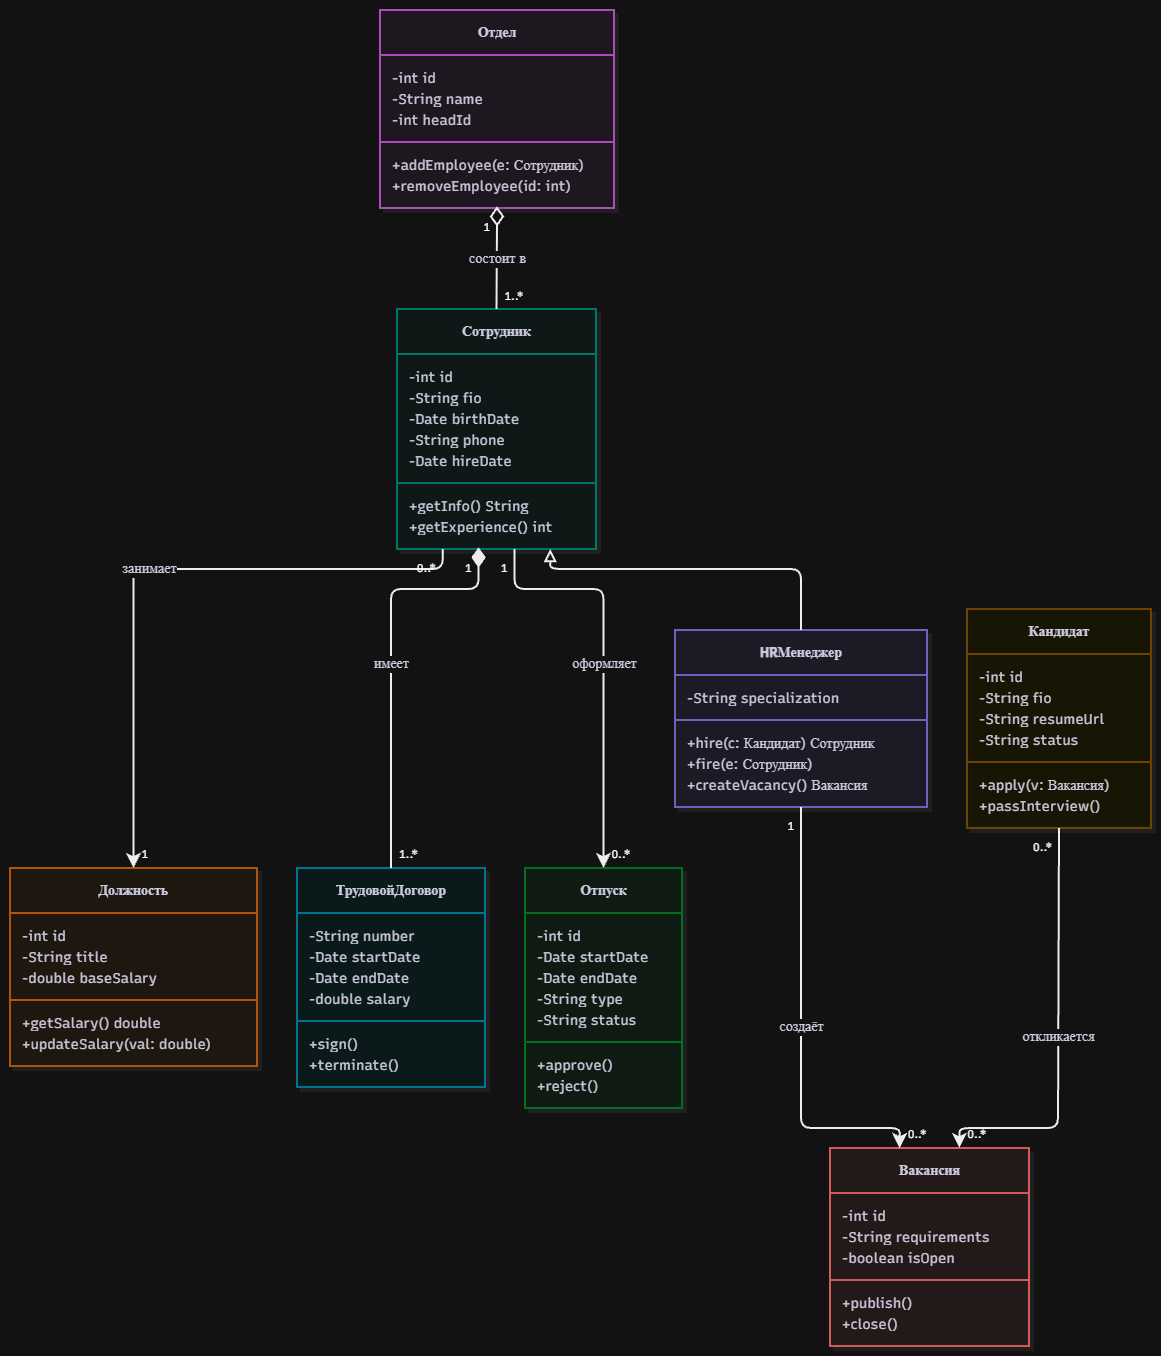 Отдел
-int id
-String name
-int headId
+addEmployee(e: Сотрудник)
+removeEmployee(id: int)
1
состоит в
1..*
Сотрудник
-int id
-String fio
-Date birthDate
-String phone
-Date hireDate
+getInfo() String
+getExperience() int
занимает
0..*
1
1
имеет
оформляет
1
1..*
0..*
HRМенеджер
-String specialization
+hire(c: Кандидат) Сотрудник
+fire(e: Сотрудник)
+createVacancy() Вакансия
Кандидат
-int id
-String fio
-String resumeUrl
-String status
+apply(v: Вакансия)
+passInterview()
1
0..*
Должность
-int id
-String title
-double baseSalary
+getSalary() double
+updateSalary(val: double)
ТрудовойДоговор
-String number
-Date startDate
-Date endDate
-double salary
+sign()
+terminate()
Отпуск
-int id
-Date startDate
-Date endDate
-String type
-String status
+approve()
+reject()
создаёт
откликается
0..*
0..*
Вакансия
-int id
-String requirements
-boolean isOpen
+publish()
+close()